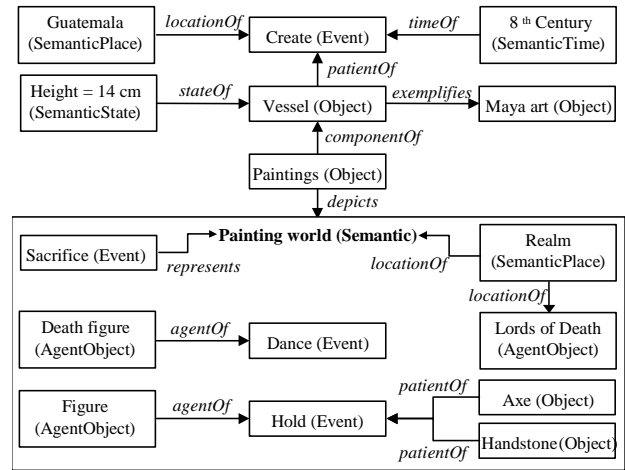 Guatemala
(SemanticPlace)
locationOf
Create (Event)
timeOf
8 th Century
(SemanticTime)
patientOf
Height = 14 cm
(SemanticState)
stateOf
Vessel (Object)
exemplifies
Maya art (Object)
componentOf
Paintings (Object)
depicts
Painting world (Semantic)
Sacrifice (Event)
represents
locationOf
Realm
(SemanticPlace)
locationOf
Death figure
(AgentObject)
agentOf
Dance (Event)
Lords of Death
(AgentObject)
Figure
(AgentObject)
agentOf
Hold (Event)
patientOf
Axe (Object)
patientOf
Handstone (Object)